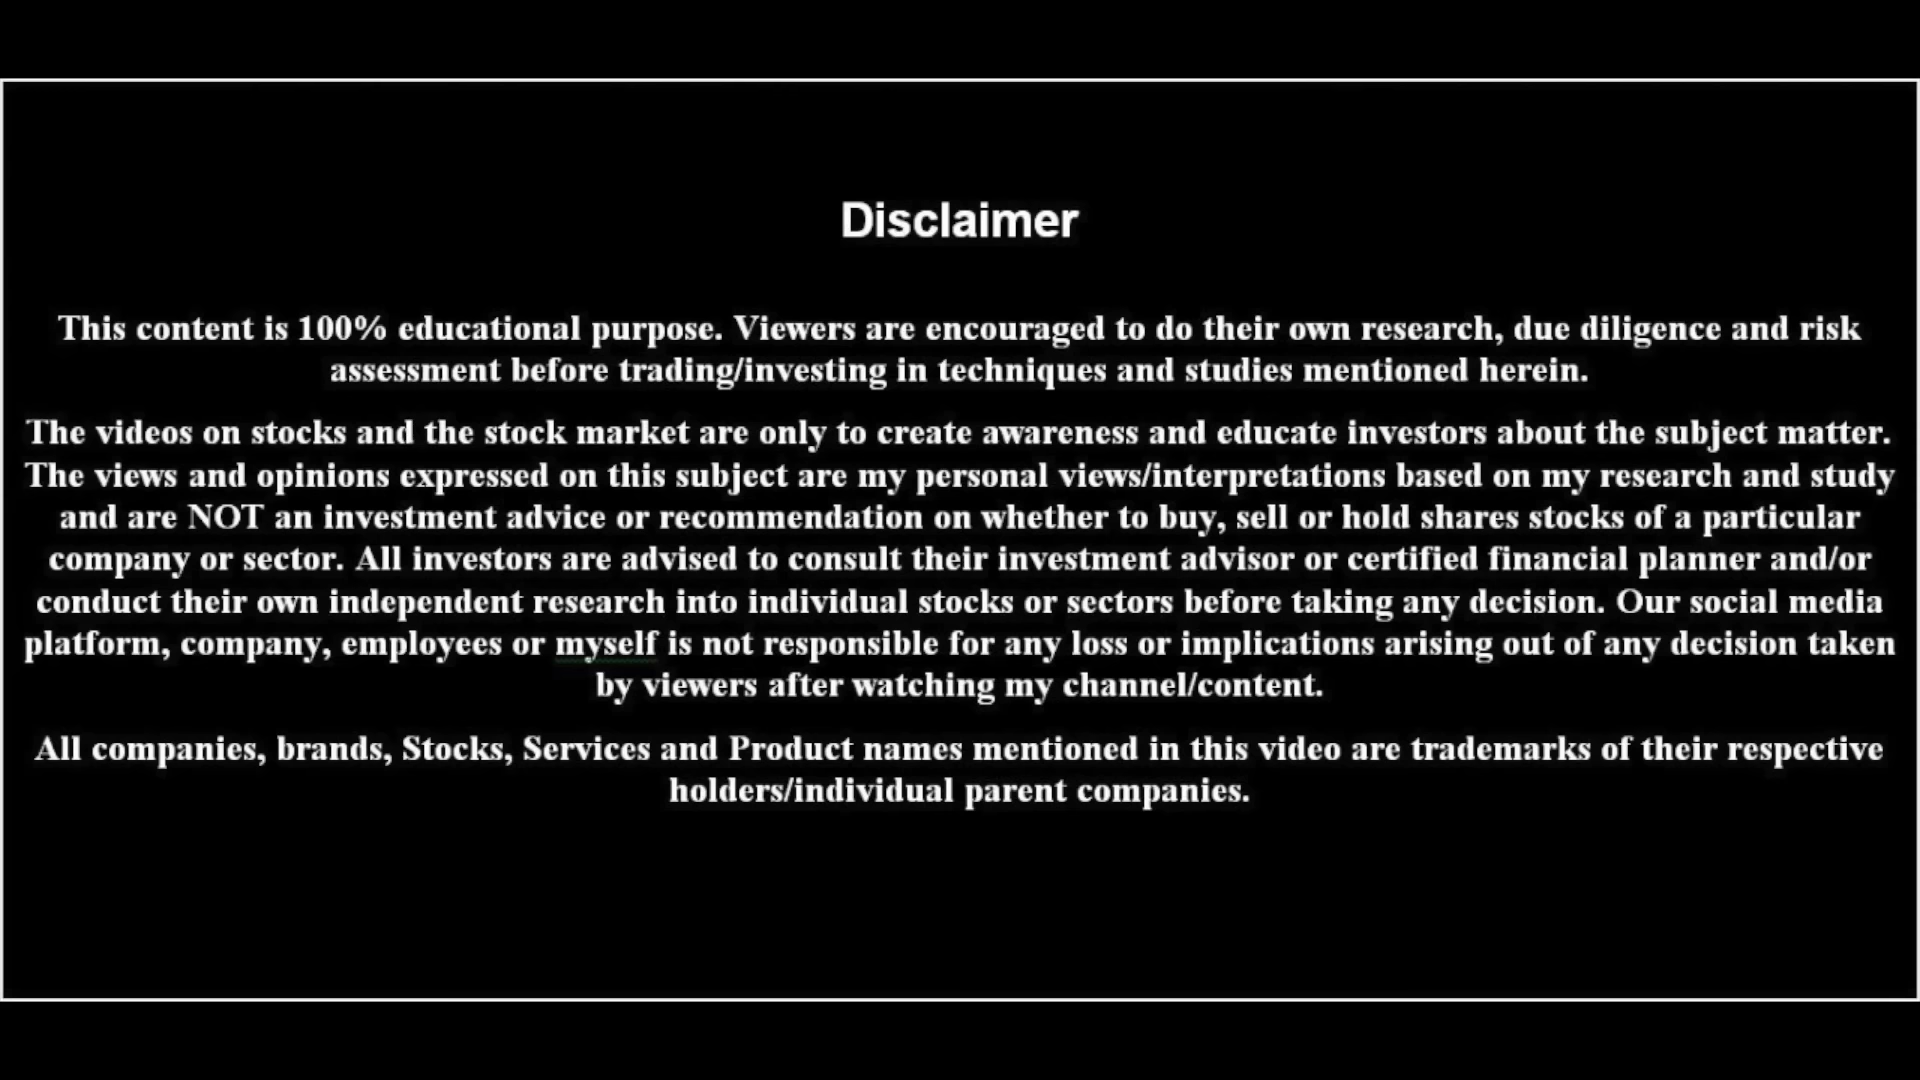 Disclaimer
This content is 100% educational purpose. Viewers are encouraged to do their own research, due diligence and risk
assessment before trading/investing in techniques and studies mentioned herein.
The videos on stocks and the stock market are only to create awareness and educate investors about the subject matter.
The views and opinions expressed on this subject are my personal views/interpretations based on my research and study
and are NOT an investment advice or recommendation on whether to buy, sell or hold shares stocks of a particular
company or sector. All investors are advised to consult their investment advisor or certified financial planner and/or
conduct their own independent research into individual stocks or sectors before taking any decision. Our social media
platform, company, employees or myself is not responsible for any loss or implications arising out of any decision taken
by viewers after watching my channel/content.
All companies, brands, Stocks, Services and Product names mentioned in this video are trademarks of their respective
holders/individual parent companies.